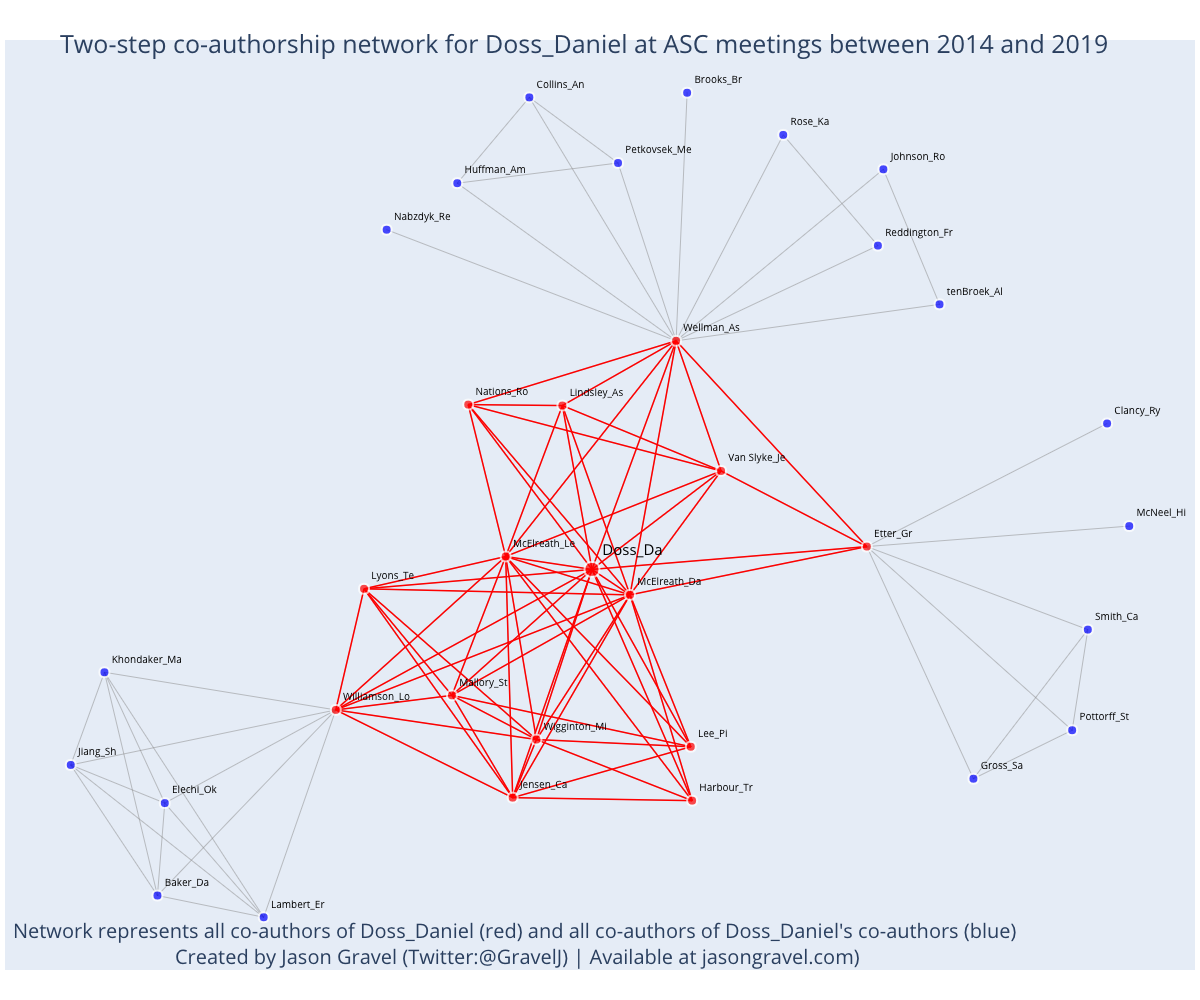 Two-step co-authorship network for Doss_Daniel at ASC meetings between 2014 and 2019
Brooks_Br
Collins_An
Rose_Ka
Petkovsek_Me
Johnson_Ro
Huffman_Am
Nabzdyk_Re
Reddington_Fr
tenBroek_Al
Wellman_As
Nations_Ro
Lindsley_As
Clancy_Ry
Van Slyke_Je
McNeel_Hi
Etter_Gr
McElreath_Le
Doss_Da
Lyons_Te
McElreath_Da
Smith_Ca
Khondaker_Ma
Mallory_St
Williamson_Lo
Pottorff_St
Wigginton_Mi
Lee_Pi
Jiang_Sh
Gross_Sa
Jensen_Ca
Harbour_Tr
Elechi_Ok
Baker_Da
Lambert_Er
Network represents all co-authors of Doss_Daniel (red) and all co-authors of Doss_Daniel's co-authors (blue)
Created by Jason Gravel (Twitter:@GravelJ) | Available at jasongravel.com)